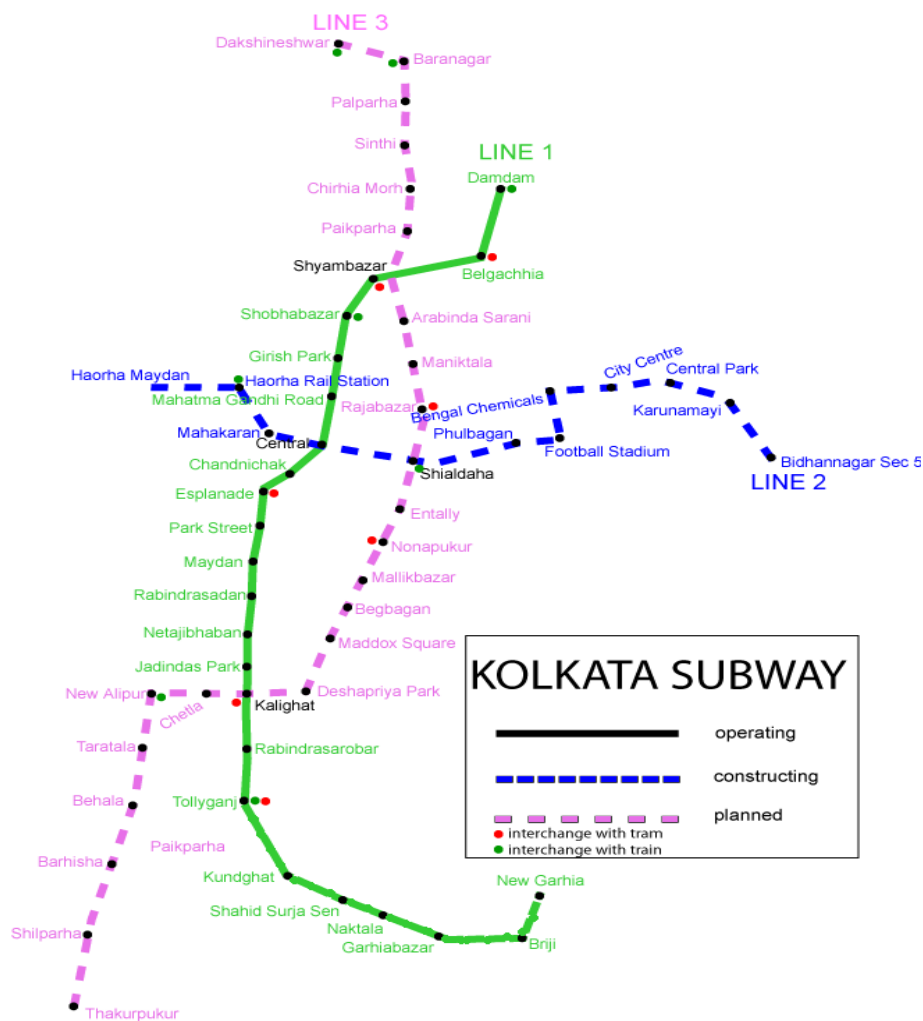 LINE 3
Dakshineshwar
Baranagar
Palparha
Sinthi
LINE 1
Damdam
Chirhia Morh
Paikparha
Shyambazar
Belgachhia
Shobhabazar
Arabinda Sarani
Girish Park
Maniktala
City Centre
Central Park
Haorha Maydan
Haorha Rail Station
Mahatma Gandhi Road
Rajabazar
Bengal Chemicals
Karunamayi
Mahakaran
Central
Phulbagan
Football Stadium
Chandnichak
Shialdaha
Bidhannagar Sec 5
LINE 2
Esplanade
Entally
Park Street
Nonapukur
Maydan
Mallikbazar
Rabindrasadan
Begbagan
Netajibhaban
Maddox Square
Jadindas Park
New Alipur
Chetla
Kalighat
Deshapriya Park
KOLKATA SUBWAY
operating
constructing
planned
interchange with tram
interchange with train
Taratala
Rabindrasarobar
Behala
Tollyganj
Paikparha
Barhisha
Kundghat
New Garhia
Shahid Surja Sen
Naktala
Shilparha
Garhiabazar
Briji
Thakurpukur